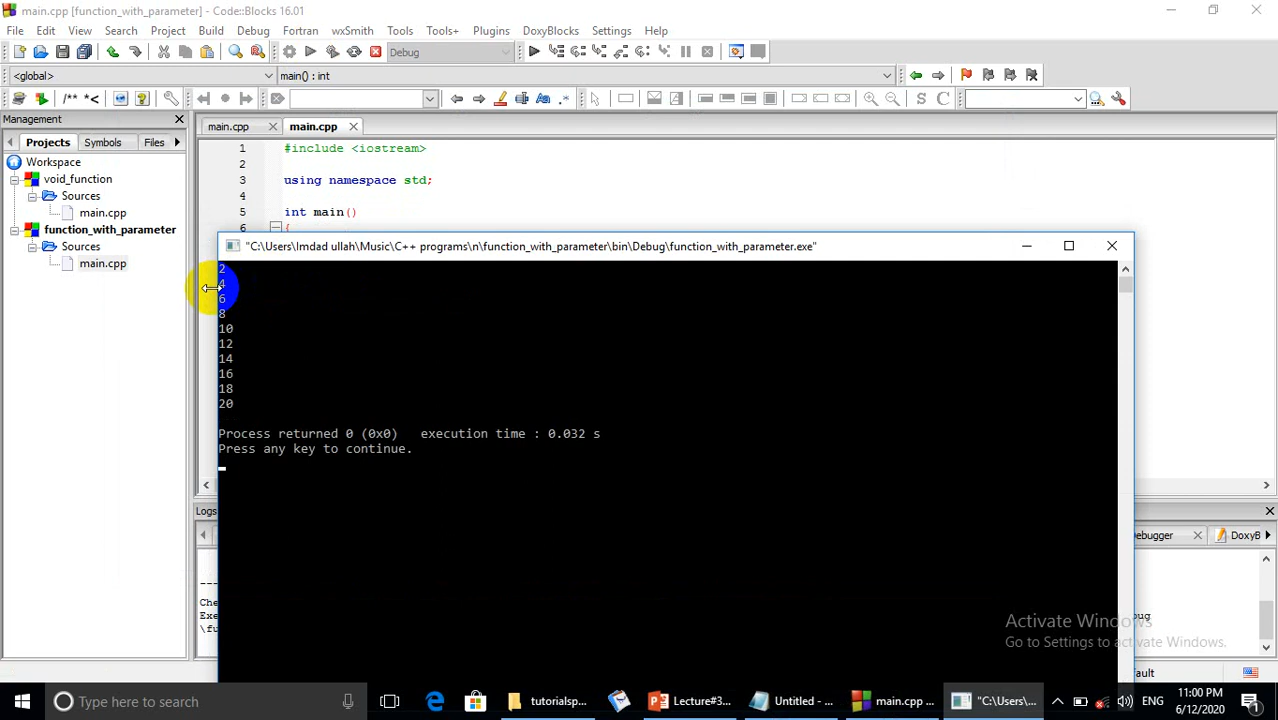 main.cpp [function_with_parameter] - Code::Blocks 16.01
File Edit View Search Project Build Debug Fortran wxSmith Tools Tools+ Plugins DoxyBlocks Settings Help
Debug
<global> main() : int
/** *<
S C
Management
Projects Symbols Files
main.cpp main.cpp
Workspace
void_function
Sources
main.cpp
function_with_parameter
Sources
main.cpp
1 #include <iostream>
2
3 using namespace std;
4
5 int main()
6 {
"C:\Users\Imdad ullah\Music\C++ programs\n\function_with_parameter\bin\Debug\function_with_parameter.exe"
2
4
6
8
10
12
14
16
18
20
Process returned 0 (0x0)   execution time : 0.032 s
Press any key to continue.
Logs
Debugger DoxyB
Activate Windows
Go to Settings to activate Windows.
Type here to search
tutorialsp...
Lecture#3...
Untitled - ...
main.cpp ...
"C:\Users\...
ENG
11:00 PM
6/12/2020